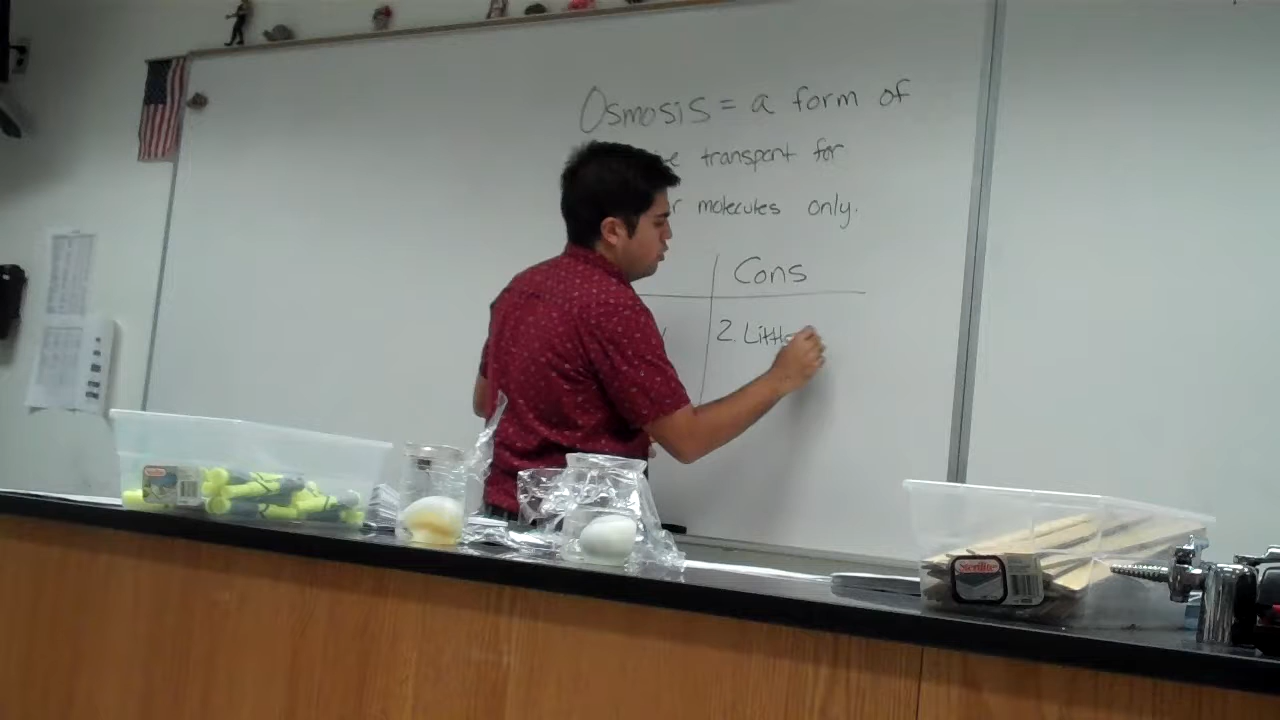 Osmosis = a form of
transport for
molecules only.
Cons
2. Little
Sterilite